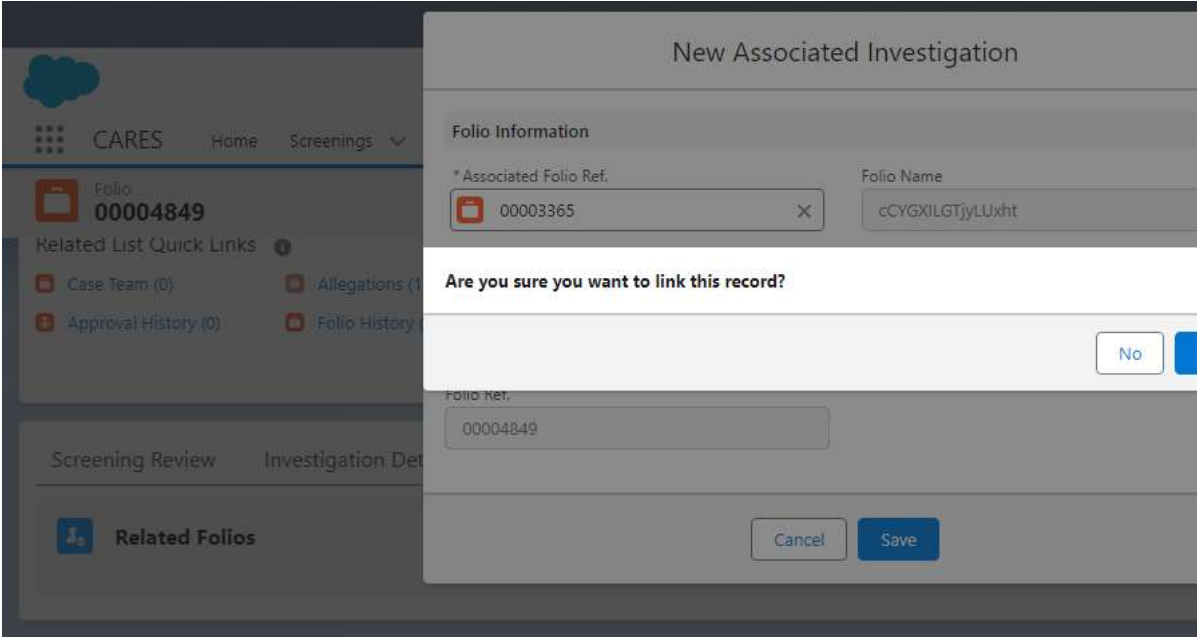 New Associated Investigation
CARES Home Screenings
Folio Information
*Associated Folio Ref. Folio Name
Folio
00004849
00003365 cCYGXILGTjyLUxht
Related List Quick Links
Case Team (0) Allegations (1
Are you sure you want to link this record?
Approval History (0) Folio History
No
Folio Ref.
00004849
Screening Review Investigation Det
Related Folios
Cancel Save